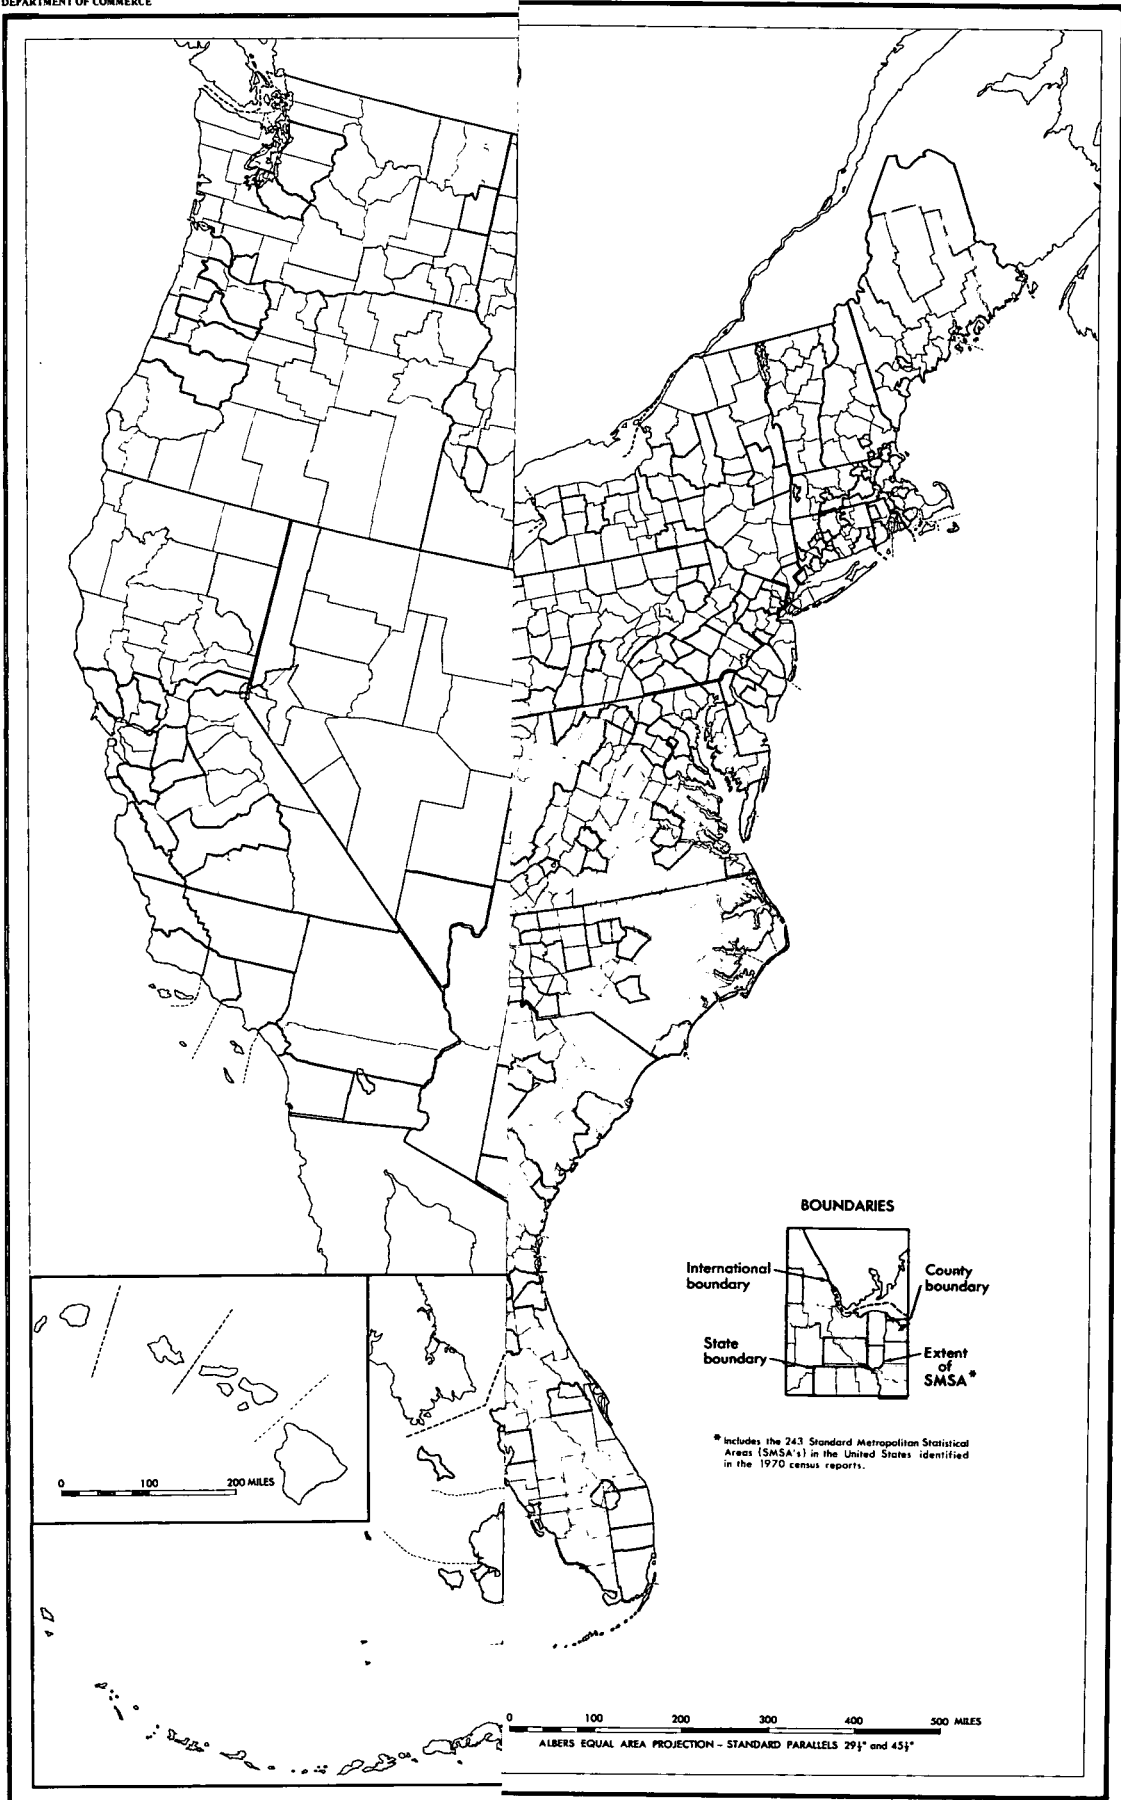 DEPARTMENT OF COMMERCE
BOUNDARIES
International
boundary
County
boundary
State
boundary
Extent
of
SMSA*
* Includes the 243 Standard Metropolitan Statistical
Areas (SMSA's) in the United States identified
in the 1970 census reports.
0 100 200 MILES
0 100 200 300 400 500 MILES
ALBERS EQUAL AREA PROJECTION – STANDARD PARALLELS 29½° and 45½°